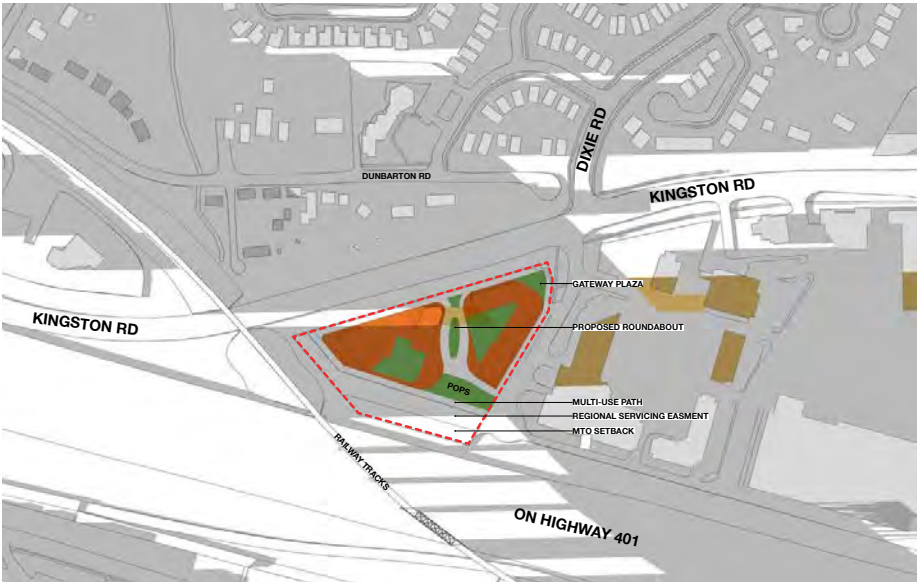 DIXIE RD
DUNBARTON RD
KINGSTON RD
GATEWAY PLAZA
KINGSTON RD
PROPOSED ROUNDABOUT
POPS
MULTI-USE PATH
REGIONAL SERVICING EASMENT
MTO SETBACK
RAILWAY TRACKS
ON HIGHWAY 401